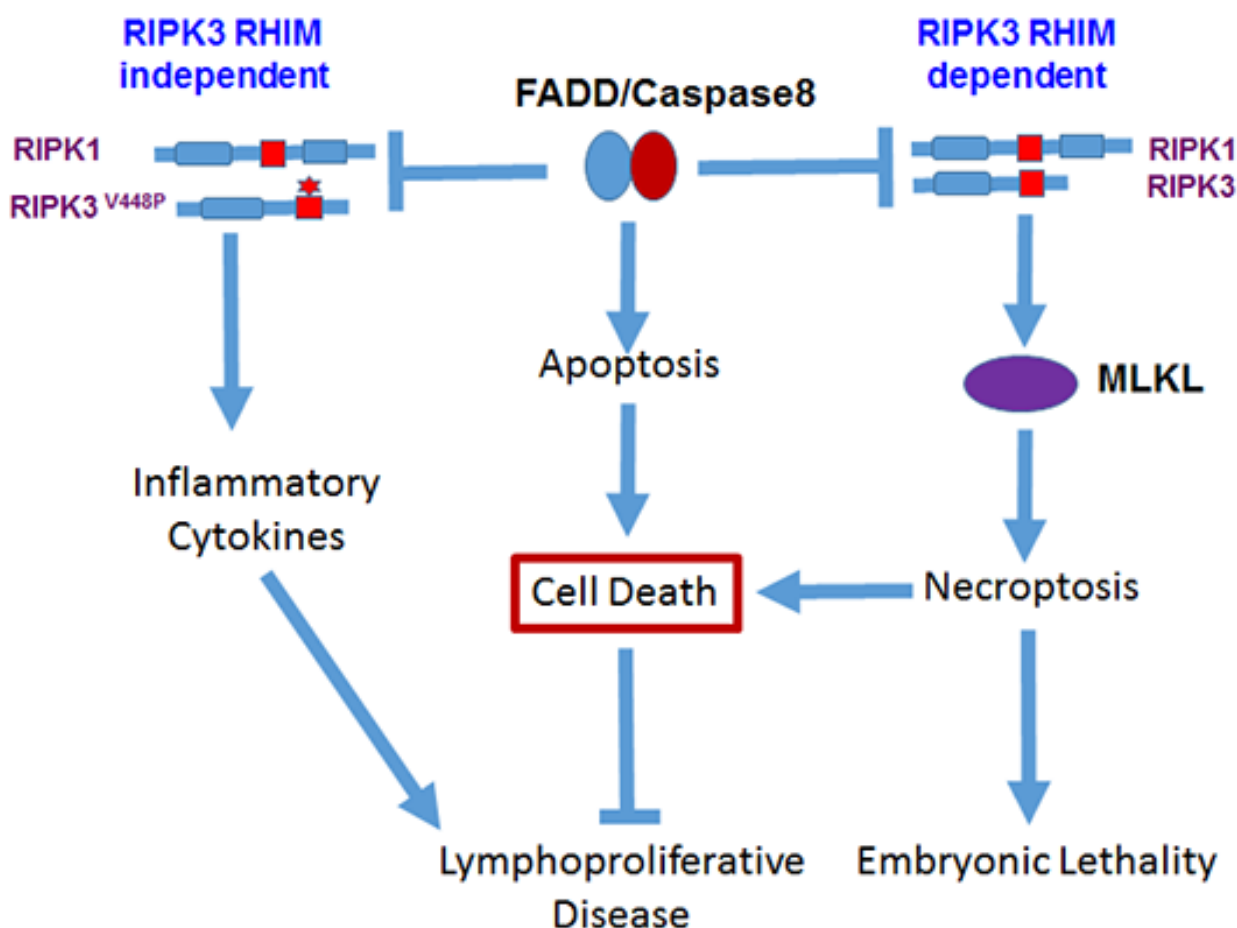 RIPK3 RHIM
independent
RIPK3 RHIM
dependent
FADD/Caspase8
RIPK1
RIPK3 V448P
RIPK1
RIPK3
Apoptosis
MLKL
Inflammatory
Cytokines
Cell Death
Necroptosis
Lymphoproliferative
Disease
Embryonic Lethality